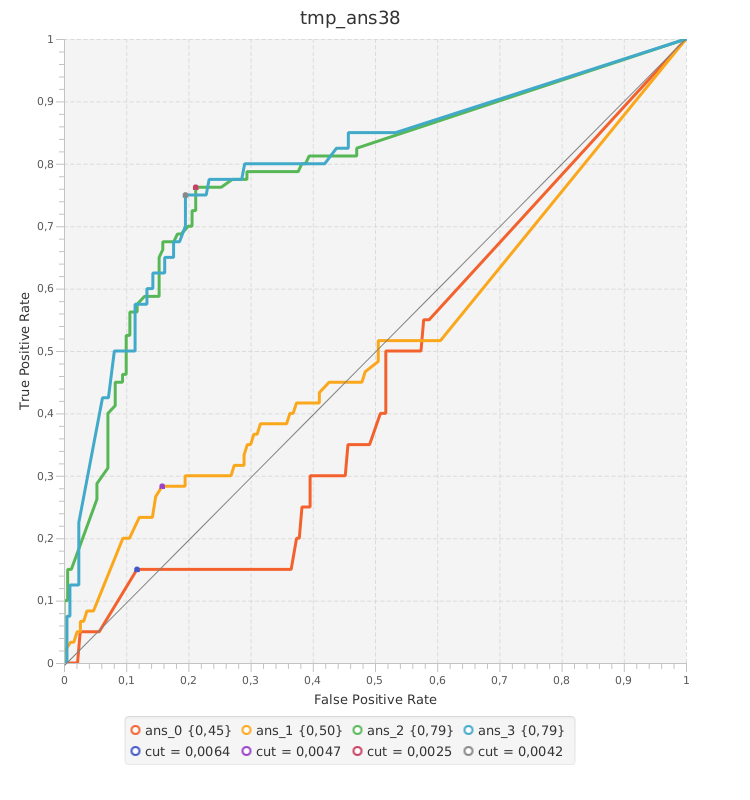 tmp_ans38
1
0,9
0,8
0,7
0,6
0,5
0,4
0,3
0,2
0,1
0
True Positive Rate
0 0,1 0,2 0,3 0,4 0,5 0,6 0,7 0,8 0,9 1
False Positive Rate
ans_0 {0,45} ans_1 {0,50} ans_2 {0,79} ans_3 {0,79}
cut = 0,0064 cut = 0,0047 cut = 0,0025 cut = 0,0042